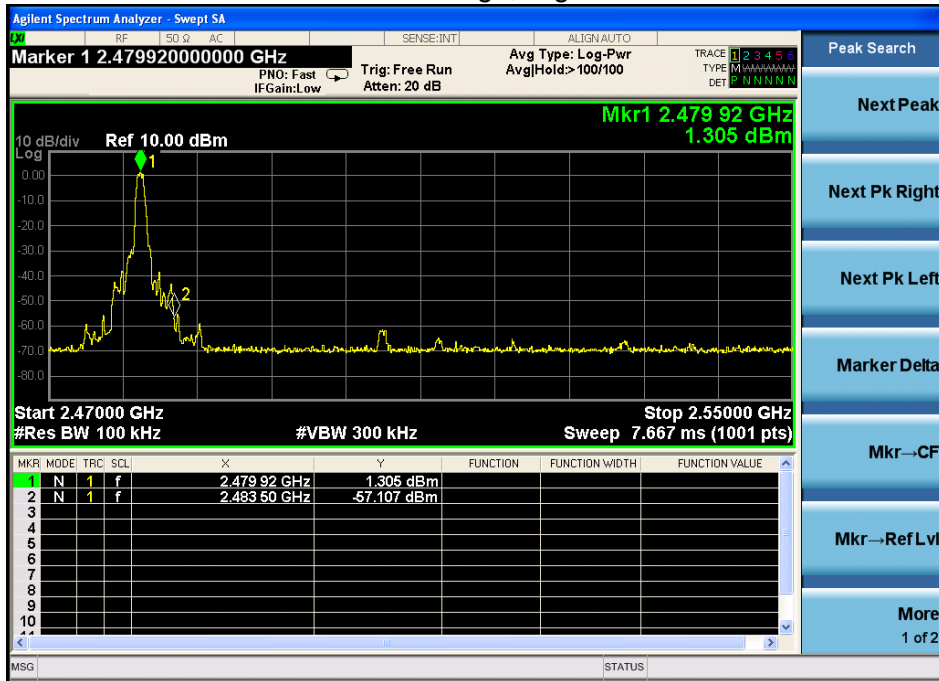 Agilent Spectrum Analyzer - Swept SA
LXI RF 50 Ω AC SENSE:INT ALIGN AUTO
Marker 1 2.479920000000 GHz
PNO: Fast
IFGain:Low
Trig: Free Run
Atten: 20 dB
Avg Type: Log-Pwr
Avg|Hold:>100/100
TRACE 1 2 3 4 5 6
TYPE M WWWWW
DET P N N N N N
Mkr1 2.479 92 GHz
1.305 dBm
10 dB/div Ref 10.00 dBm
Log
1
0.00
-10.0
-20.0
-30.0
-40.0
2
-50.0
-60.0
-70.0
-80.0
Start 2.47000 GHz Stop 2.55000 GHz
#Res BW 100 kHz #VBW 300 kHz Sweep 7.667 ms (1001 pts)
MKR MODE TRC SCL X Y FUNCTION FUNCTION WIDTH FUNCTION VALUE
1 N 1 f 2.479 92 GHz 1.305 dBm
2 N 1 f 2.483 50 GHz -57.107 dBm
3
4
5
6
7
8
9
10
MSG STATUS
Peak Search
Next Peak
Next Pk Right
Next Pk Left
Marker Delta
Mkr→CF
Mkr→Ref Lvl
More
1 of 2